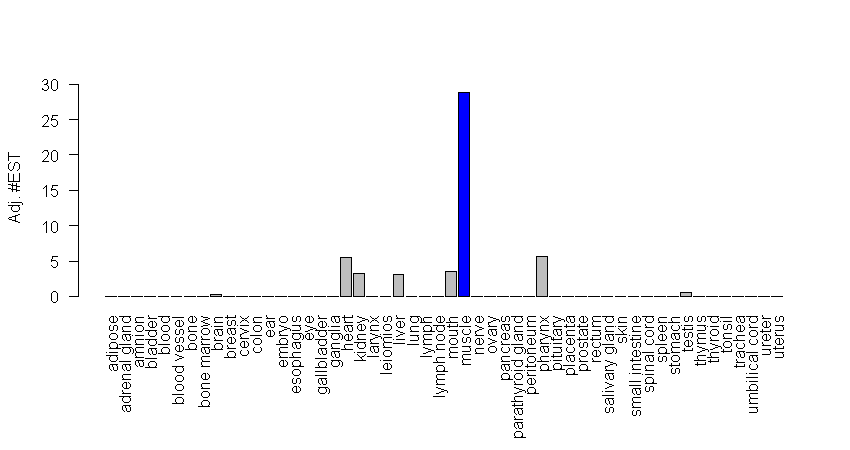 Adj. #EST
30
25
20
15
10
5
0
adipose
adrenal gland
amnion
bladder
blood
blood vessel
bone
bone marrow
brain
breast
cervix
colon
ear
embryo
esophagus
eye
gallbladder
ganglia
heart
kidney
larynx
leiomios
liver
lung
lymph
lymph node
mouth
muscle
nerve
ovary
pancreas
parathyroid gland
peritoneum
pharynx
pituitary
placenta
prostate
rectum
salivary gland
skin
small intestine
spinal cord
spleen
stomach
testis
thymus
thyroid
tonsil
trachea
umbilical cord
ureter
uterus